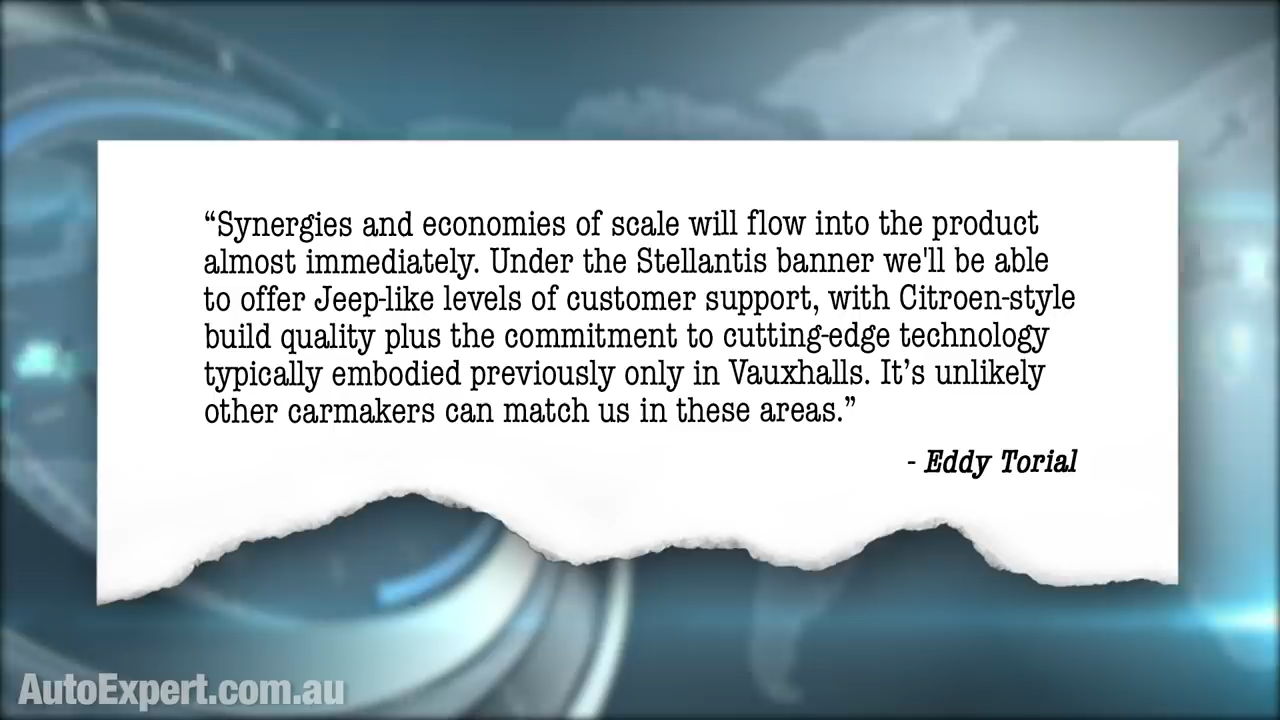 “Synergies and economies of scale will flow into the product
almost immediately. Under the Stellantis banner we'll be able
to offer Jeep-like levels of customer support, with Citroen-style
build quality plus the commitment to cutting-edge technology
typically embodied previously only in Vauxhalls. It’s unlikely
other carmakers can match us in these areas.”
- Eddy Torial
AutoExpert.com.au